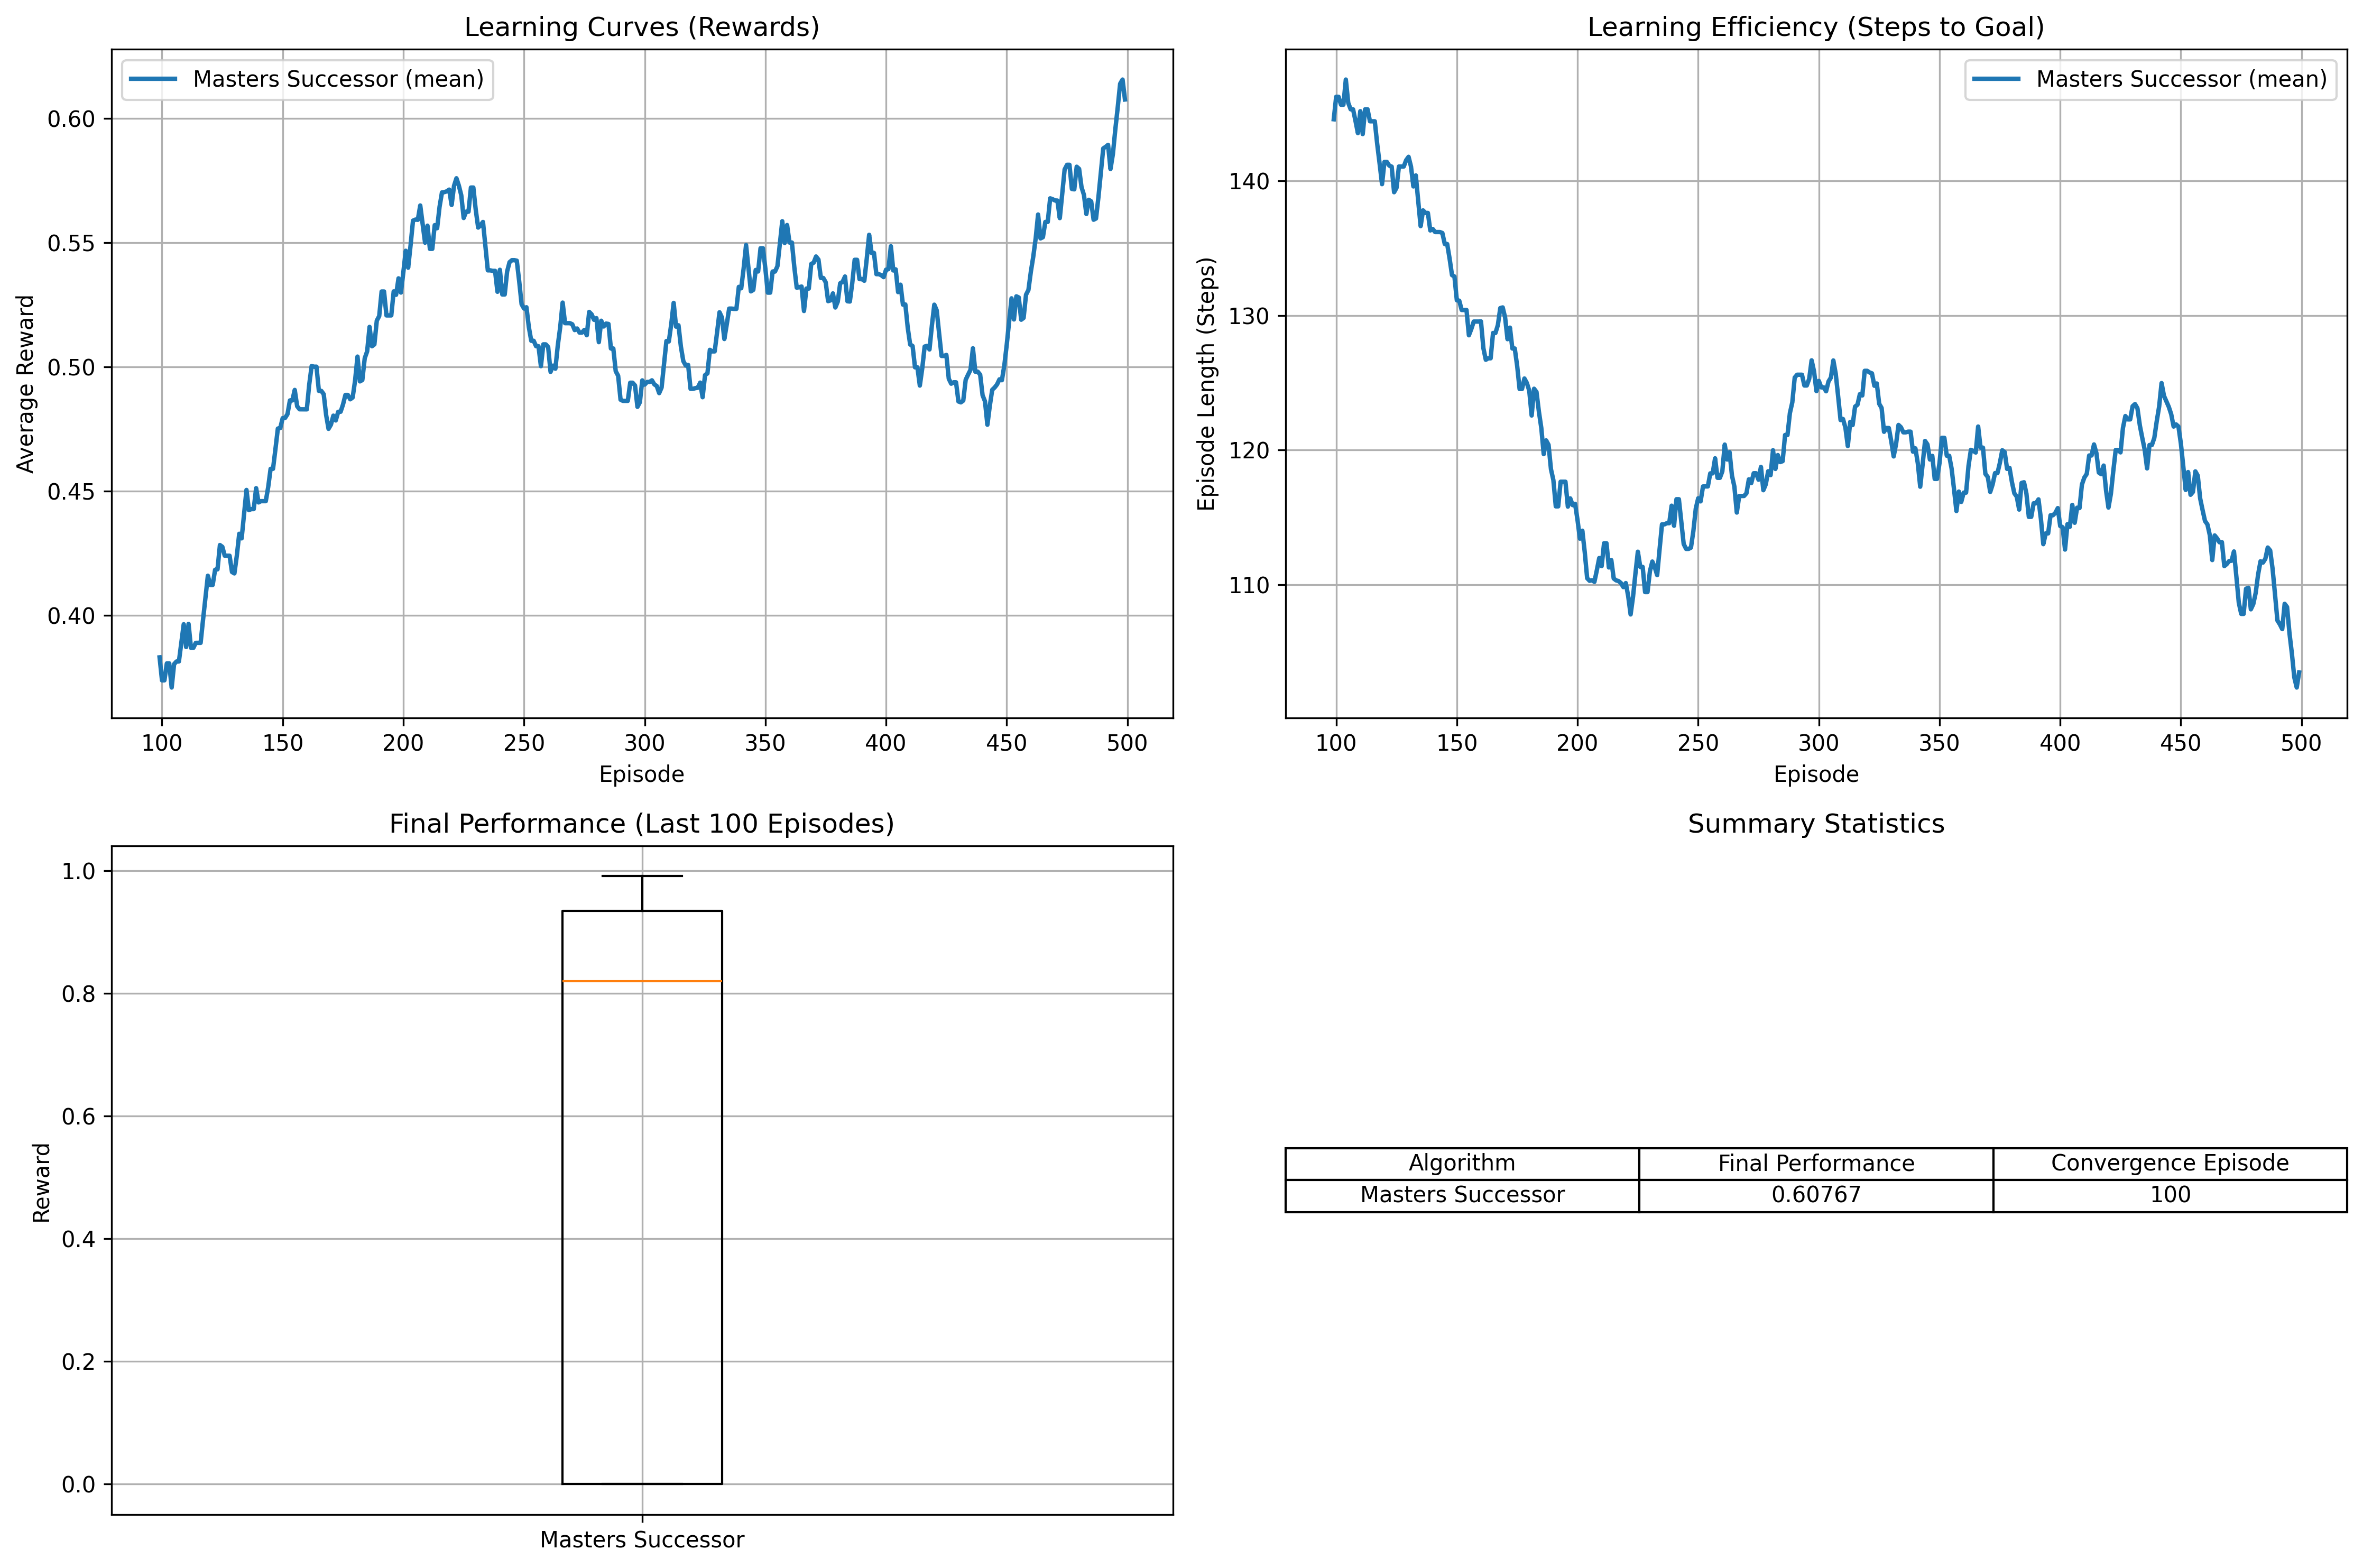 Learning Curves (Rewards)
Masters Successor (mean)
0.60
0.55
0.50
0.45
0.40
Average Reward
100 150 200 250 300 350 400 450 500
Episode
Learning Efficiency (Steps to Goal)
Masters Successor (mean)
140
130
120
110
Episode Length (Steps)
100 150 200 250 300 350 400 450 500
Episode
Final Performance (Last 100 Episodes)
1.0
0.8
0.6
0.4
0.2
0.0
Reward
Masters Successor
Summary Statistics
Algorithm Final Performance Convergence Episode
Masters Successor 0.60767 100